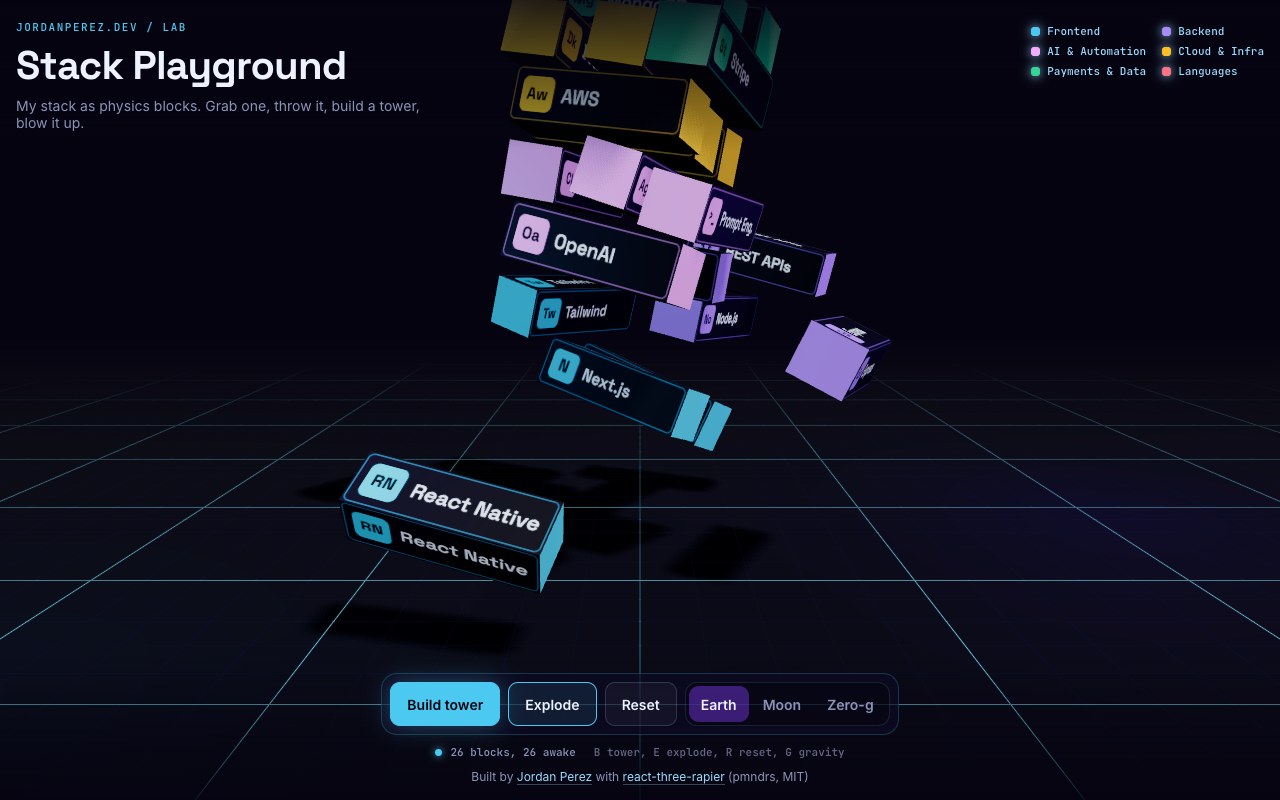 JORDANPEREZ.DEV / LAB
Stack Playground
My stack as physics blocks. Grab one, throw it, build a tower,
blow it up.
Frontend
Backend
AI & Automation
Cloud & Infra
Payments & Data
Languages
Dk
Stripe
Aw AWS
Ag
Prompt Eng.
Oa OpenAI
REST APIs
Tw Tailwind
No Node.js
N Next.js
RN React Native
RN React Native
Build tower
Explode
Reset
Earth
Moon
Zero-g
26 blocks, 26 awake B tower, E explode, R reset, G gravity
Built by Jordan Perez with react-three-rapier (pmndrs, MIT)